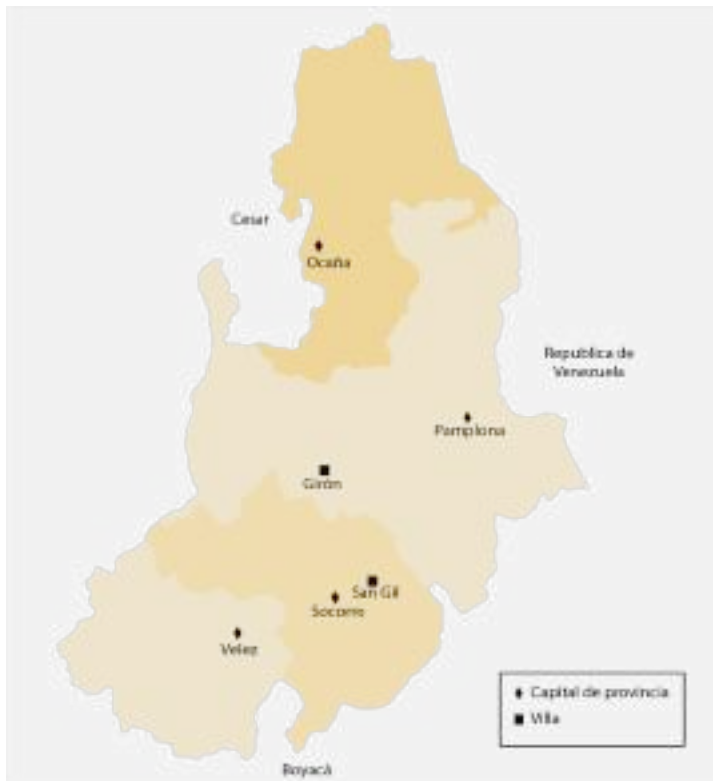 Cesar
Ocaña
Republica de
Venezuela
Pamplona
Girón
San Gil
Socorro
Velez
Capital de provincia
Villa
Boyacá